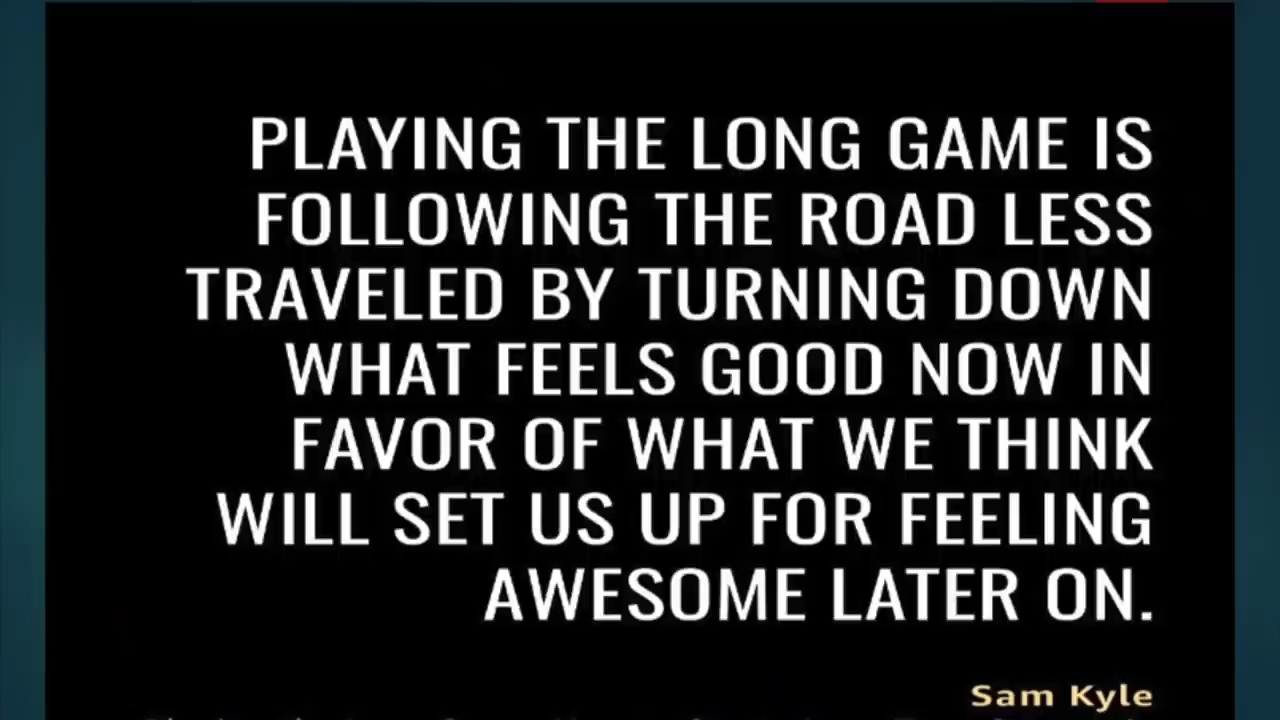 PLAYING THE LONG GAME IS
FOLLOWING THE ROAD LESS
TRAVELED BY TURNING DOWN
WHAT FEELS GOOD NOW IN
FAVOR OF WHAT WE THINK
WILL SET US UP FOR FEELING
AWESOME LATER ON.
Sam Kyle